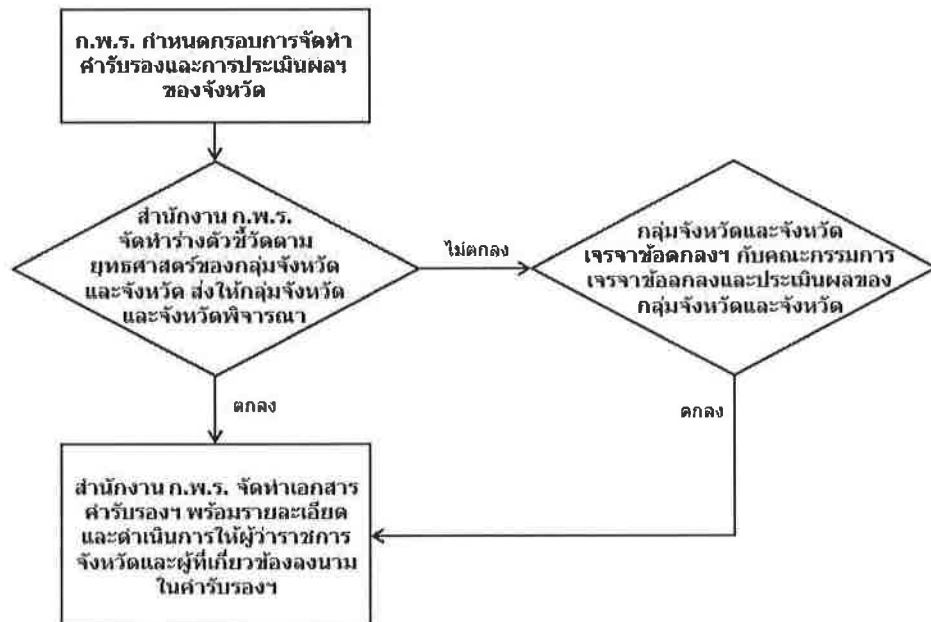 ก.พ.ร. กำหนดกรอบการจัดทำ
คำรับรองและการประเมินผลฯ
ของจังหวัด
สำนักงาน ก.พ.ร.
จัดทำร่างตัวชี้วัดตาม
ยุทธศาสตร์ของกลุ่มจังหวัด
และจังหวัด ส่งให้กลุ่มจังหวัด
และจังหวัดพิจารณา
ไม่ตกลง
กลุ่มจังหวัดและจังหวัด
เจรจาข้อตกลงฯ กับคณะกรรมการ
เจรจาข้อตกลงและประเมินผลของ
กลุ่มจังหวัดและจังหวัด
ตกลง
ตกลง
สำนักงาน ก.พ.ร. จัดทำเอกสาร
คำรับรองฯ พร้อมรายละเอียด
และดำเนินการให้ผู้ว่าราชการ
จังหวัดและผู้ที่เกี่ยวข้องลงนาม
ในคำรับรองฯ